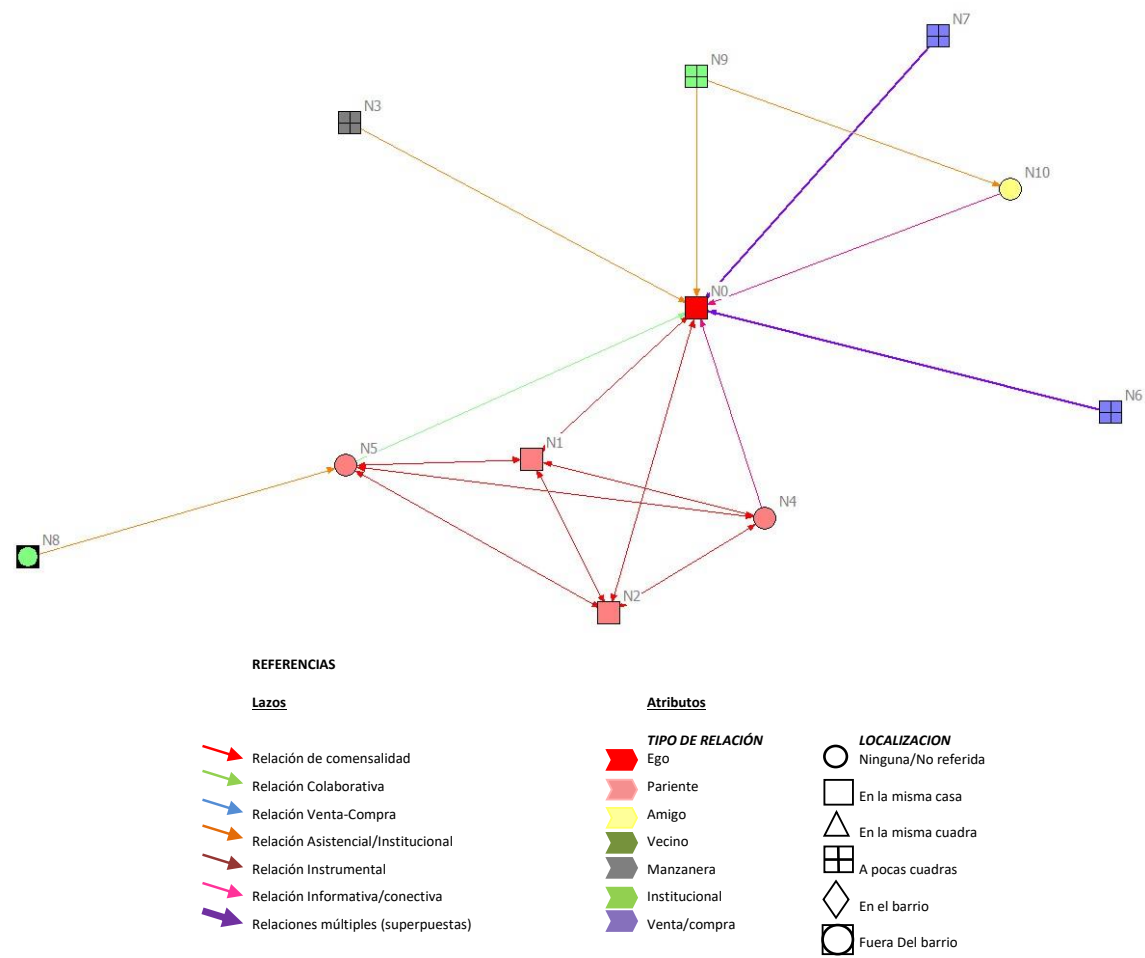 N7
N9
N3
N10
N0
N6
N1
N5
N4
N8
N2
REFERENCIAS
Lazos
Atributos
TIPO DE RELACIÓN
LOCALIZACION
Relación de comensalidad
Ego
Ninguna/No referida
Relación Colaborativa
Pariente
En la misma casa
Relación Venta-Compra
Amigo
En la misma cuadra
Relación Asistencial/Institucional
Vecino
Relación Instrumental
Manzanera
A pocas cuadras
Relación Informativa/conectiva
Institucional
En el barrio
Relaciones múltiples (superpuestas)
Venta/compra
Fuera Del barrio